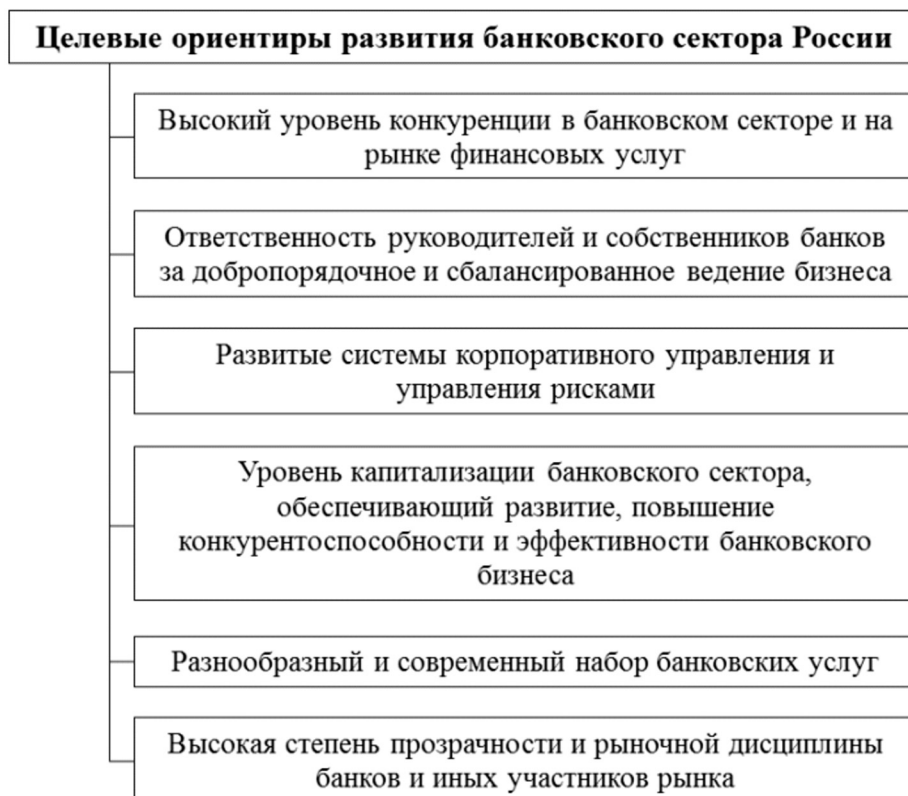 Целевые ориентиры развития банковского сектора России
Высокий уровень конкуренции в банковском секторе и на
рынке финансовых услуг
Ответственность руководителей и собственников банков
за добропорядочное и сбалансированное ведение бизнеса
Развитые системы корпоративного управления и
управления рисками
Уровень капитализации банковского сектора,
обеспечивающий развитие, повышение
конкурентоспособности и эффективности банковского
бизнеса
Разнообразный и современный набор банковских услуг
Высокая степень прозрачности и рыночной дисциплины
банков и иных участников рынка